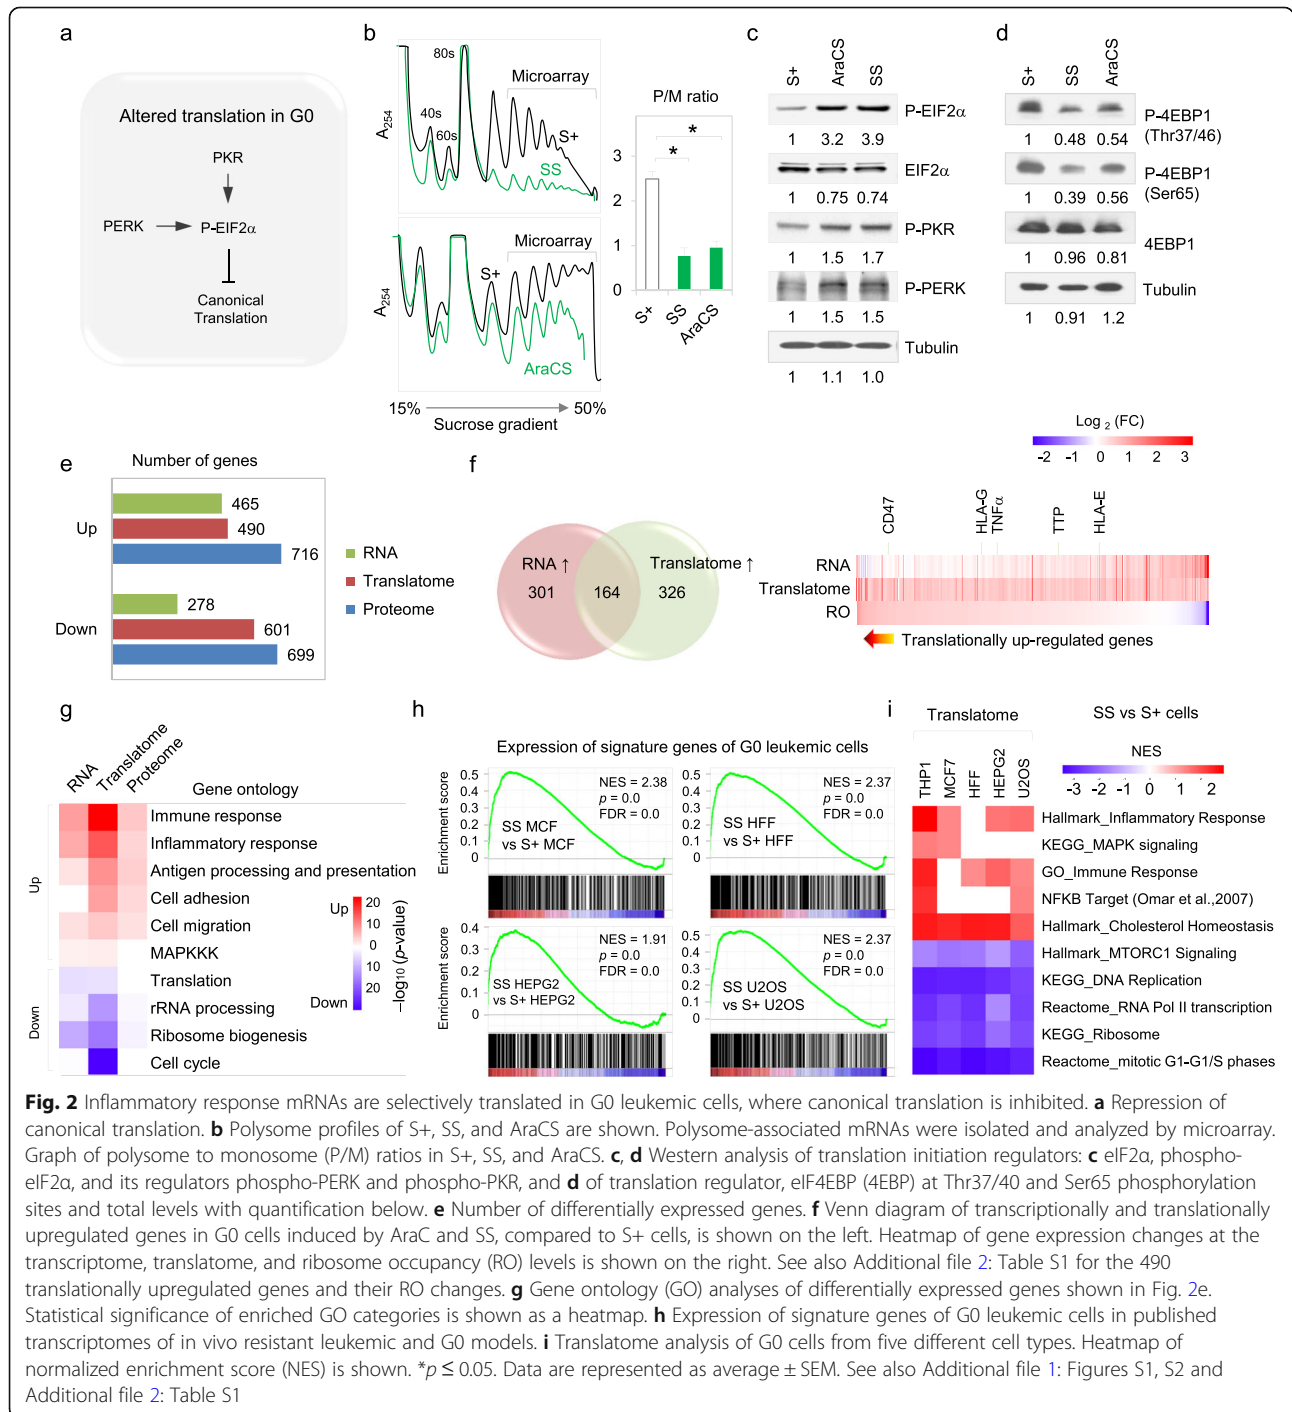 a
Altered translation in G0
PKR
PERK
P-EIF2α
Canonical
Translation
b
A254
80s
40s
60s
Microarray
S+
SS
A254
Microarray
S+
AraCS
15%
50%
Sucrose gradient
P/M ratio
*
*
3
2
1
0
S+
SS
AraCS
c
S+
AraCS
SS
P-EIF2α
1 3.2 3.9
EIF2α
1 0.75 0.74
P-PKR
1 1.5 1.7
P-PERK
1 1.5 1.5
Tubulin
1 1.1 1.0
d
S+
SS
AraCS
P-4EBP1
(Thr37/46)
1 0.48 0.54
P-4EBP1
(Ser65)
1 0.39 0.56
4EBP1
1 0.96 0.81
Tubulin
1 0.91 1.2
e
Number of genes
Up
465
490
716
Down
278
601
699
RNA
Translatome
Proteome
f
RNA ↑
Translatome ↑
301
164
326
Log 2 (FC)
-2 -1 0 1 2 3
CD47
HLA-G
TNFα
TTP
HLA-E
RNA
Translatome
RO
Translationally up-regulated genes
g
RNA
Translatome
Proteome
Gene ontology
Up
Immune response
Inflammatory response
Antigen processing and presentation
Cell adhesion
Cell migration
MAPKKK
Down
Translation
rRNA processing
Ribosome biogenesis
Cell cycle
Up
Down
20
10
0
10
20
−log10 (p-value)
h
Expression of signature genes of G0 leukemic cells
Enrichment score
0.5
0.4
0.3
0.2
0.1
0
NES = 2.38
p = 0.0
FDR = 0.0
SS MCF
vs S+ MCF
0.5
0.4
0.3
0.2
0.1
0
NES = 2.37
p = 0.0
FDR = 0.0
SS HFF
vs S+ HFF
Enrichment score
0.4
0.3
0.2
0.1
0
NES = 1.91
p = 0.0
FDR = 0.0
SS HEPG2
vs S+ HEPG2
0.5
0.4
0.3
0.2
0.1
0
NES = 2.37
p = 0.0
FDR = 0.0
SS U2OS
vs S+ U2OS
i
Translatome
SS vs S+ cells
THP1
MCF7
HFF
HEPG2
U2OS
NES
-3 -2 -1 0 1 2
Hallmark_Inflammatory Response
KEGG_MAPK signaling
GO_Immune Response
NFKB Target (Omar et al.,2007)
Hallmark_Cholesterol Homeostasis
Hallmark_MTORC1 Signaling
KEGG_DNA Replication
Reactome_RNA Pol II transcription
KEGG_Ribosome
Reactome_mitotic G1-G1/S phases
Fig. 2 Inflammatory response mRNAs are selectively translated in G0 leukemic cells, where canonical translation is inhibited. a Repression of
canonical translation. b Polysome profiles of S+, SS, and AraCS are shown. Polysome-associated mRNAs were isolated and analyzed by microarray.
Graph of polysome to monosome (P/M) ratios in S+, SS, and AraCS. c, d Western analysis of translation initiation regulators: c eIF2α, phospho-
eIF2α, and its regulators phospho-PERK and phospho-PKR, and d of translation regulator, eIF4EBP (4EBP) at Thr37/40 and Ser65 phosphorylation
sites and total levels with quantification below. e Number of differentially expressed genes. f Venn diagram of transcriptionally and translationally
upregulated genes in G0 cells induced by AraC and SS, compared to S+ cells, is shown on the left. Heatmap of gene expression changes at the
transcriptome, translatome, and ribosome occupancy (RO) levels is shown on the right. See also Additional file 2: Table S1 for the 490
translationally upregulated genes and their RO changes. g Gene ontology (GO) analyses of differentially expressed genes shown in Fig. 2e.
Statistical significance of enriched GO categories is shown as a heatmap. h Expression of signature genes of G0 leukemic cells in published
transcriptomes of in vivo resistant leukemic and G0 models. i Translatome analysis of G0 cells from five different cell types. Heatmap of
normalized enrichment score (NES) is shown. *p ≤ 0.05. Data are represented as average ± SEM. See also Additional file 1: Figures S1, S2 and
Additional file 2: Table S1